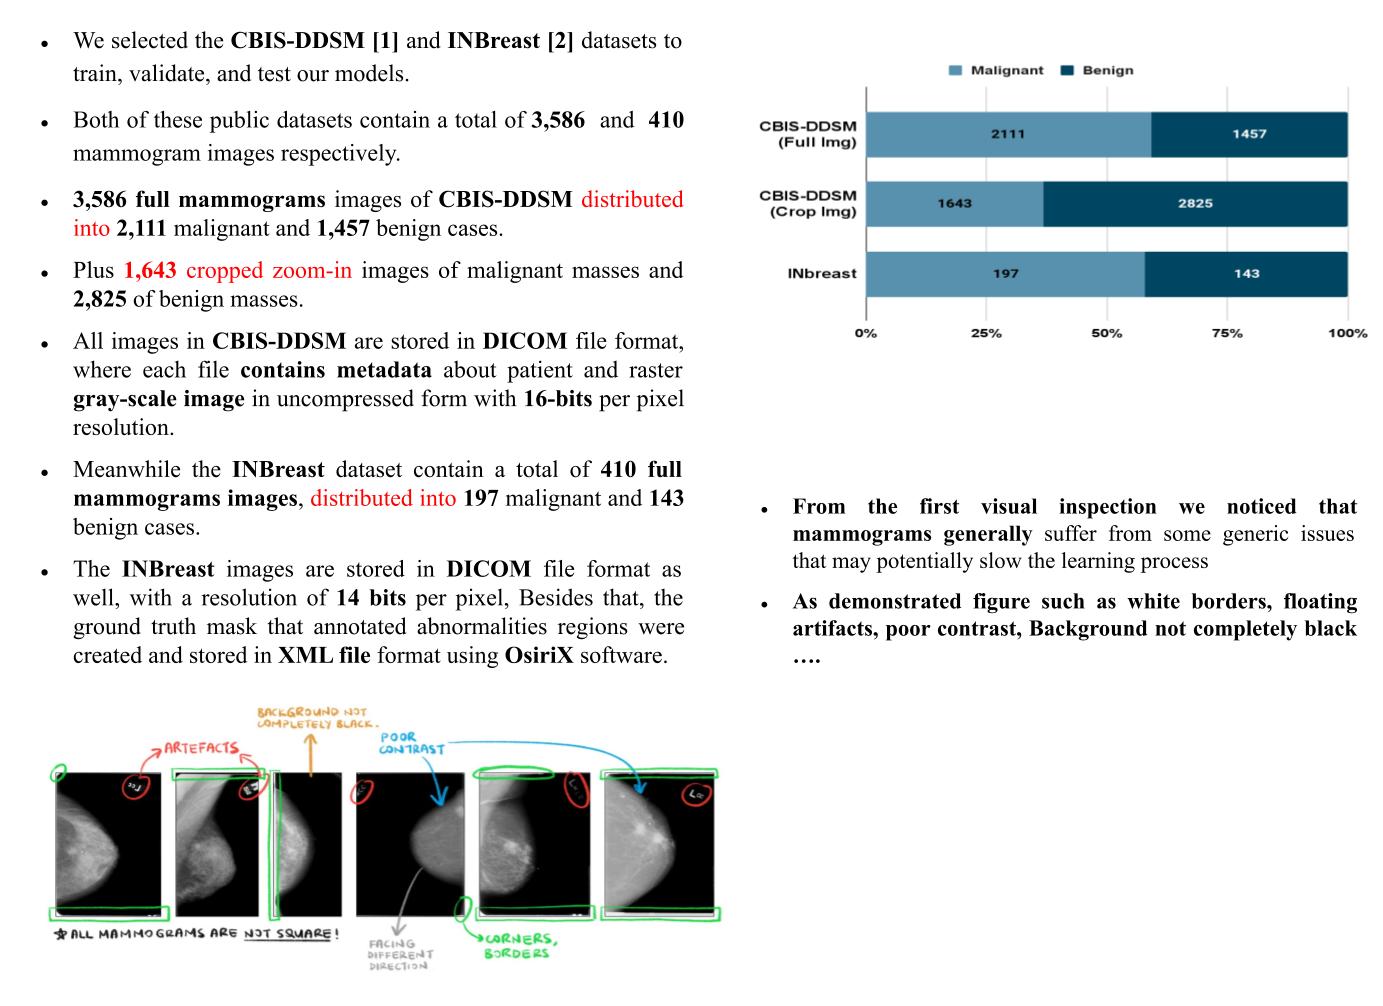 • We selected the CBIS-DDSM [1] and INBreast [2] datasets to
train, validate, and test our models.
• Both of these public datasets contain a total of 3,586 and 410
mammogram images respectively.
• 3,586 full mammograms images of CBIS-DDSM distributed
into 2,111 malignant and 1,457 benign cases.
• Plus 1,643 cropped zoom-in images of malignant masses and
2,825 of benign masses.
• All images in CBIS-DDSM are stored in DICOM file format,
where each file contains metadata about patient and raster
gray-scale image in uncompressed form with 16-bits per pixel
resolution.
• Meanwhile the INBreast dataset contain a total of 410 full
mammograms images, distributed into 197 malignant and 143
benign cases.
• The INBreast images are stored in DICOM file format as
well, with a resolution of 14 bits per pixel, Besides that, the
ground truth mask that annotated abnormalities regions were
created and stored in XML file format using OsiriX software.
Malignant Benign
CBIS-DDSM
(Full Img)
2111 1457
CBIS-DDSM
(Crop Img)
1643 2825
INbreast
197 143
0% 25% 50% 75% 100%
• From the first visual inspection we noticed that
mammograms generally suffer from some generic issues
that may potentially slow the learning process
• As demonstrated figure such as white borders, floating
artifacts, poor contrast, Background not completely black
….
BACKGROUND NOT
COMPLETELY BLACK.
ARTEFACTS
POOR
CONTRAST
ALL MAMMOGRAMS ARE NOT SQUARE!
FACING
DIFFERENT
DIRECTION
CORNERS,
BORDERS